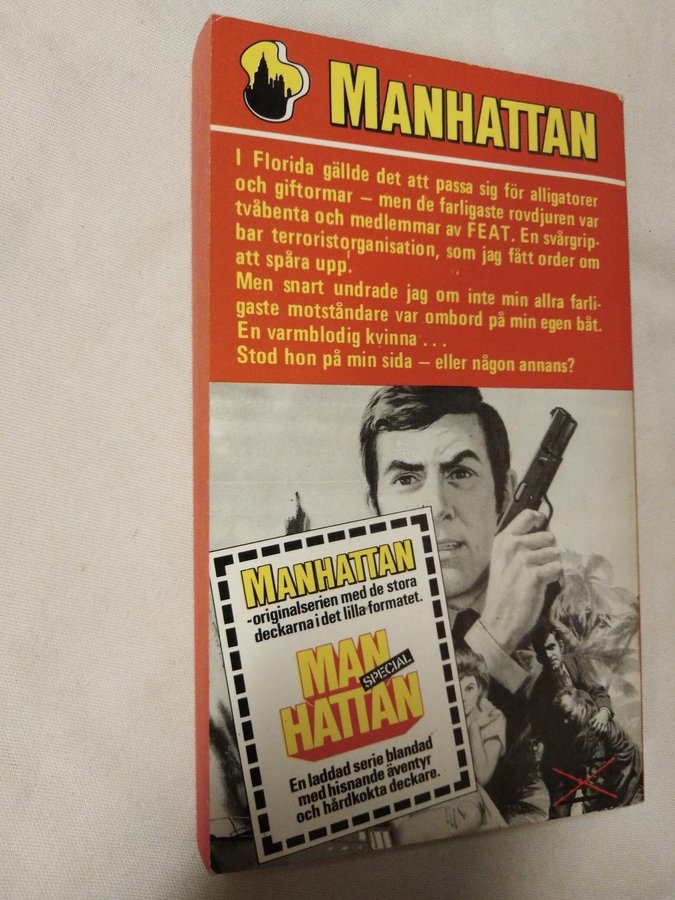 MANHATTAN
I Florida gällde det att passa sig för alligatorer
och giftormar – men de farligaste rovdjuren var
tvåbenta och medlemmar av FEAT. En svårgrip-
bar terroristorganisation, som jag fått order om
att spåra upp.
Men snart undrade jag om inte min allra farli-
gaste motståndare var ombord på min egen båt.
En varmblodig kvinna ...
Stod hon på min sida – eller någon annans?
MANHATTAN
-originalserien med de stora
deckarna i det lilla formatet.
MAN
SPECIAL
HATTAN
En laddad serie blandad
med hisnande äventyr
och hårdkokta deckare.